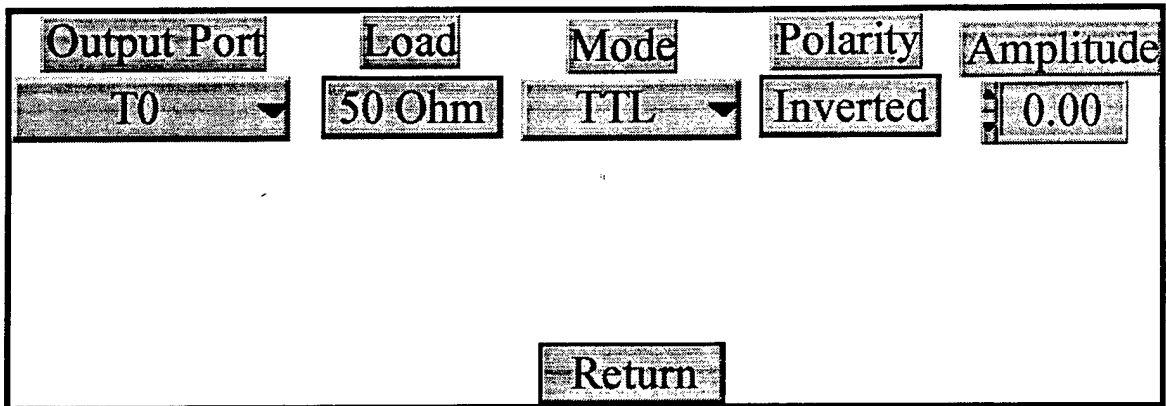 Output Port Load Mode Polarity Amplitude
T0 50 Ohm TTL Inverted 0.00
Return